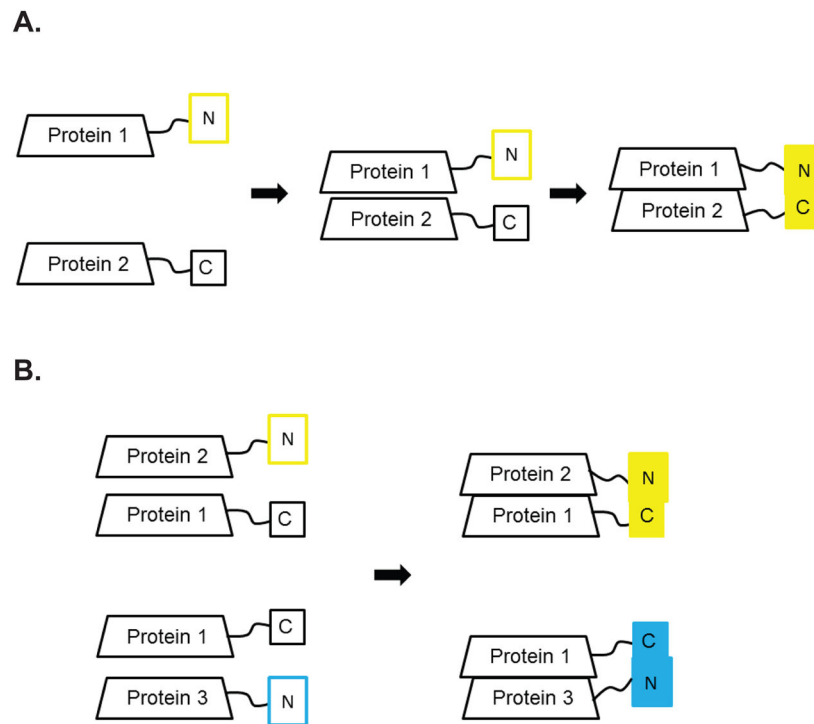 A.
Protein 1 N
Protein 2 C
Protein 1 N
Protein 2 C
Protein 1 N
Protein 2 C
B.
Protein 2 N
Protein 1 C
Protein 1 C
Protein 3 N
Protein 2 N
Protein 1 C
Protein 1 C
Protein 3 N